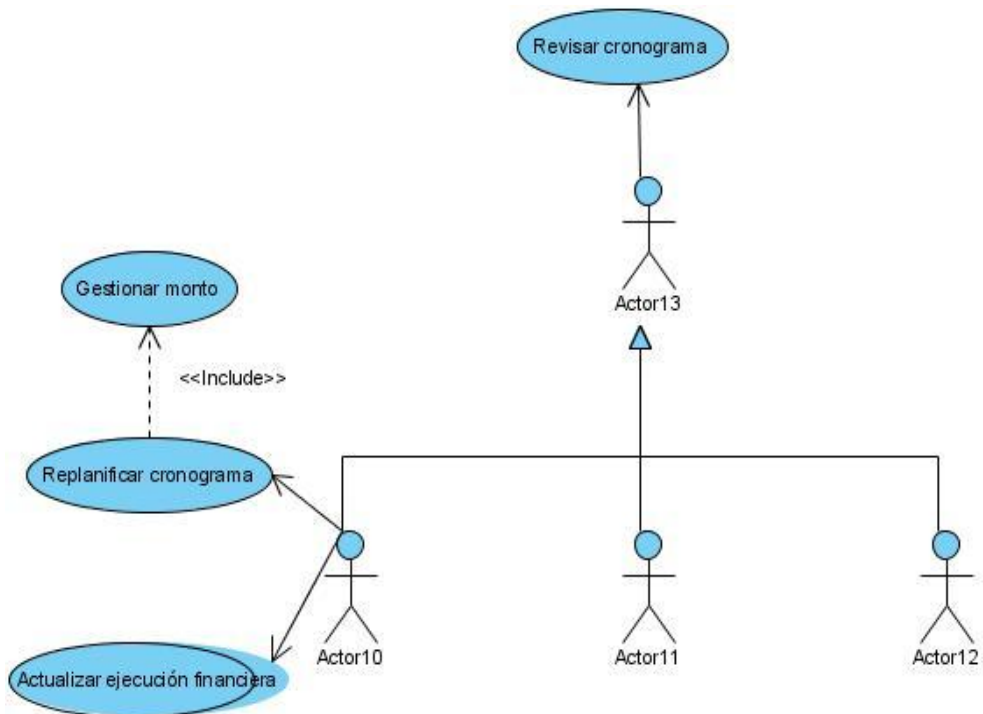 Revisar cronograma
Actor13
Gestionar monto
<<Include>>
Replanificar cronograma
Actor10
Actor11
Actor12
Actualizar ejecución financiera